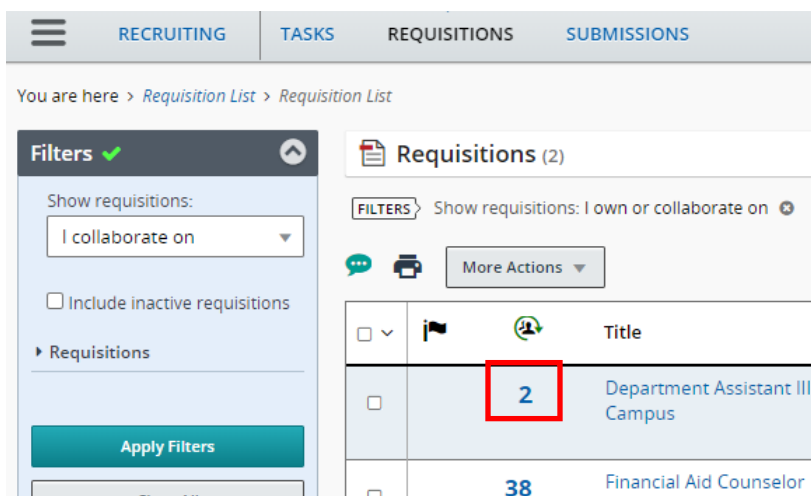 RECRUITING TASKS REQUISITIONS SUBMISSIONS
You are here > Requisition List > Requisition List
Filters
Show requisitions:
I collaborate on
Include inactive requisitions
Requisitions
Apply Filters
Requisitions (2)
FILTERS Show requisitions: I own or collaborate on
More Actions
Title
2 Department Assistant III
Campus
38 Financial Aid Counselor